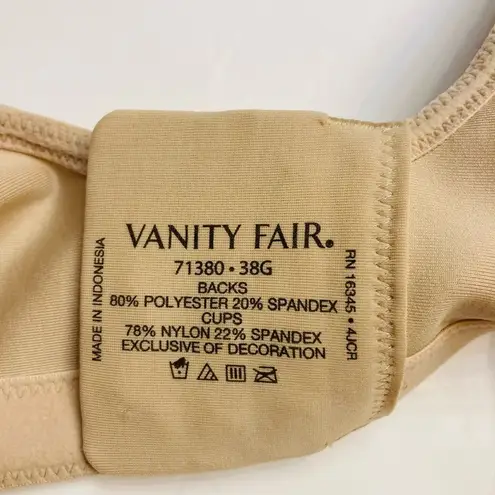 VANITY FAIR®
71380 • 38G
BACKS
80% POLYESTER 20% SPANDEX
CUPS
78% NYLON 22% SPANDEX
EXCLUSIVE OF DECORATION
MADE IN INDONESIA
RN 16345 • 4JCR